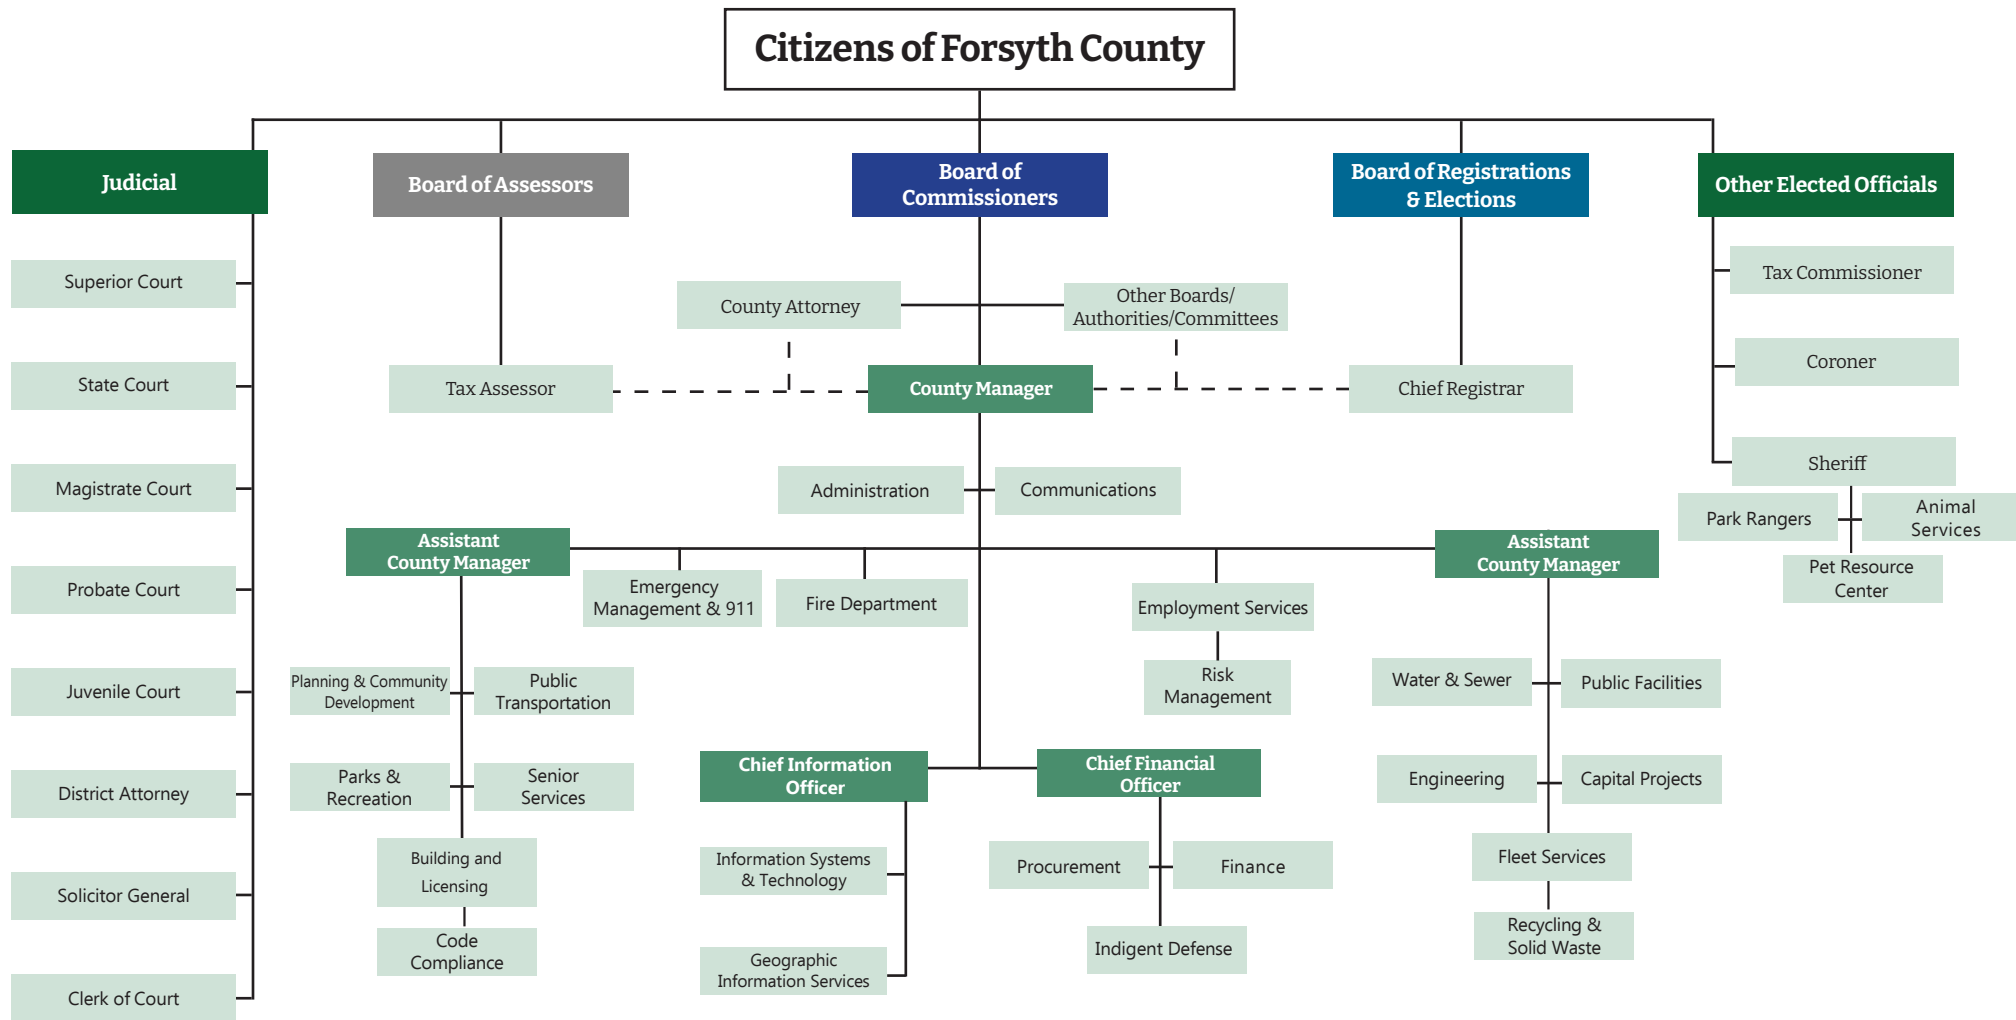 Citizens of Forsyth County
Judicial
Board of Assessors
Board of
Commissioners
Board of Registrations
& Elections
Other Elected Officials
Superior Court
State Court
Magistrate Court
Probate Court
Juvenile Court
District Attorney
Solicitor General
Clerk of Court
Tax Assessor
County Attorney
Other Boards/
Authorities/Committees
County Manager
Chief Registrar
Tax Commissioner
Coroner
Sheriff
Park Rangers
Animal
Services
Pet Resource
Center
Administration
Communications
Assistant
County Manager
Emergency
Management & 911
Fire Department
Employment Services
Risk
Management
Assistant
County Manager
Planning & Community
Development
Public
Transportation
Parks &
Recreation
Senior
Services
Building and
Licensing
Code
Compliance
Chief Information
Officer
Information Systems
& Technology
Geographic
Information Services
Chief Financial
Officer
Procurement
Finance
Indigent Defense
Water & Sewer
Public Facilities
Engineering
Capital Projects
Fleet Services
Recycling &
Solid Waste